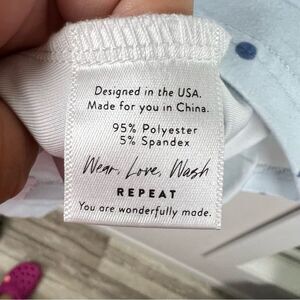 Designed in the USA.
Made for you in China.
95% Polyester
5% Spandex
Wear, Love, Wash
REPEAT
You are wonderfully made.